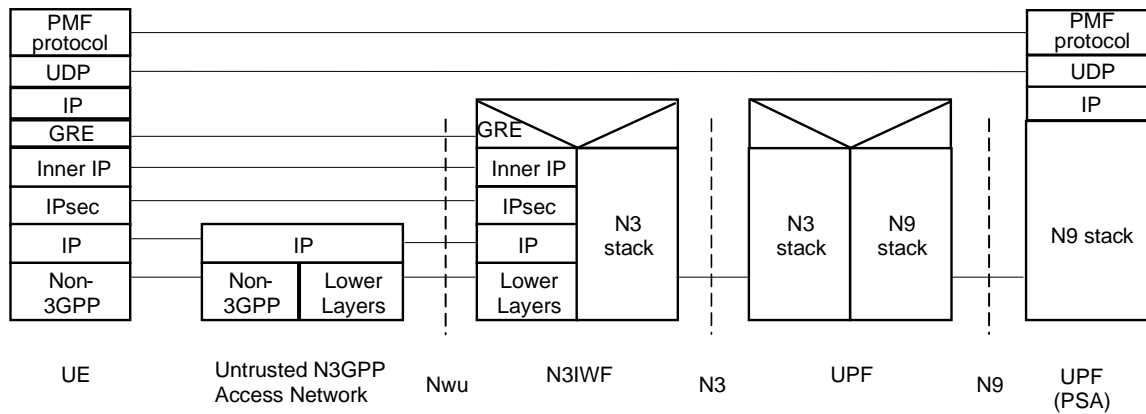 PMF
protocol
UDP
IP
GRE
Inner IP
IPsec
IP
Non-
3GPP
UE
IP
Non-
3GPP
Lower
Layers
Untrusted N3GPP
Access Network
Nwu
GRE
Inner IP
IPsec
IP
Lower
Layers
N3
stack
N3IWF
N3
N3
stack
N9
stack
UPF
N9
PMF
protocol
UDP
IP
N9 stack
UPF
(PSA)